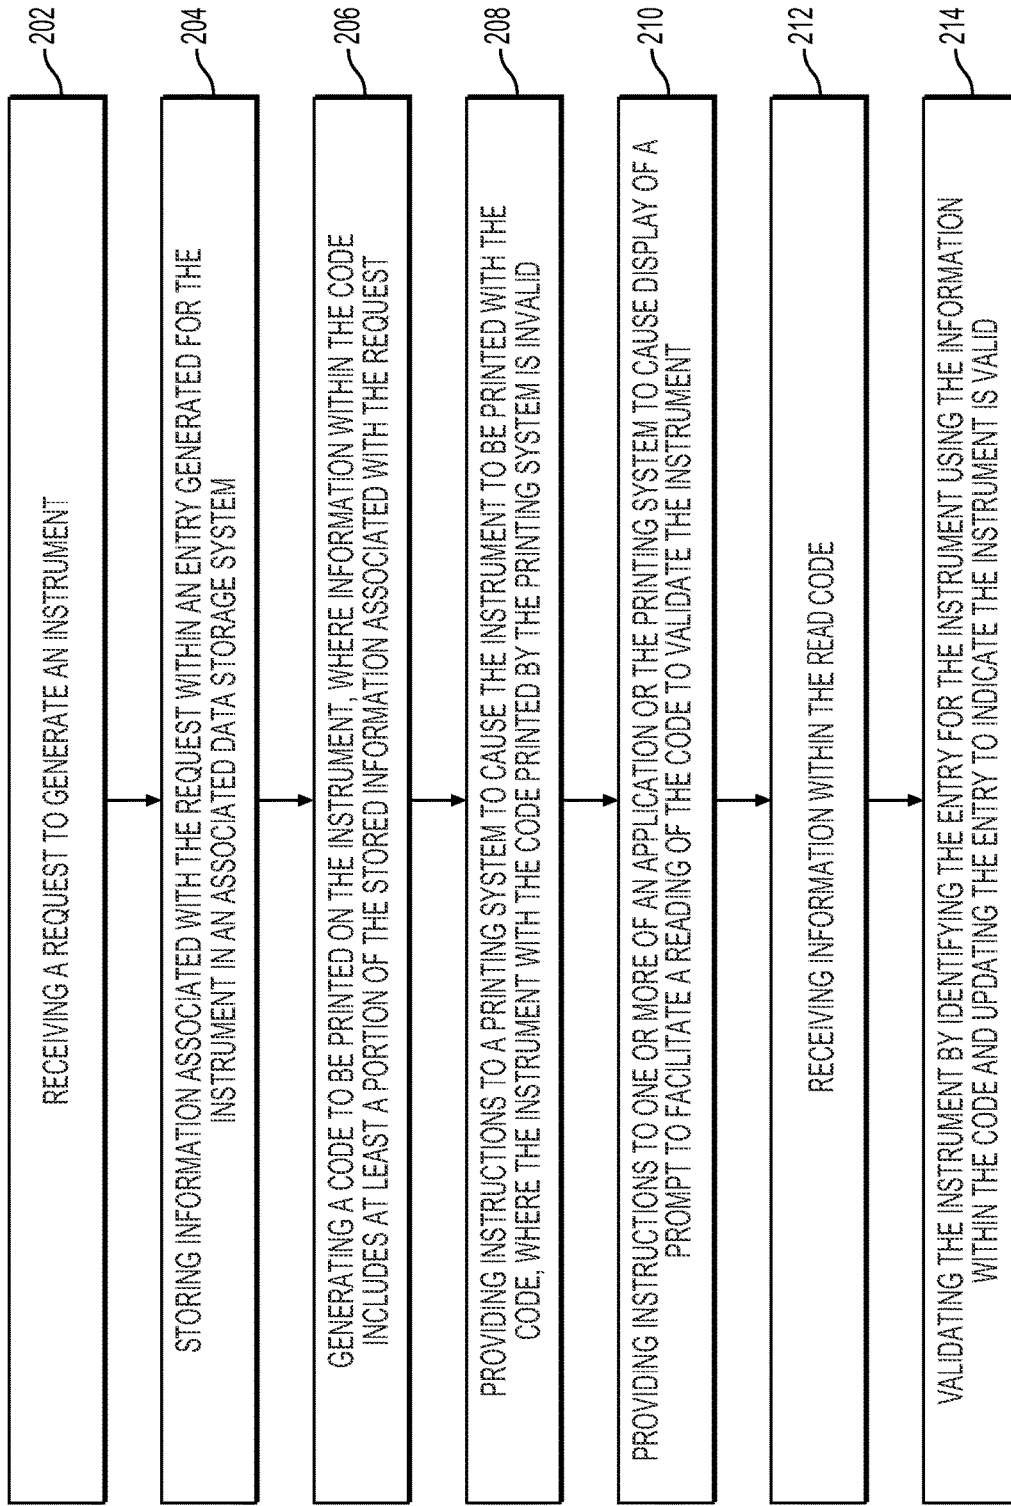 RECEIVING A REQUEST TO GENERATE AN INSTRUMENT
202
STORING INFORMATION ASSOCIATED WITH THE REQUEST WITHIN AN ENTRY GENERATED FOR THE
INSTRUMENT IN AN ASSOCIATED DATA STORAGE SYSTEM
204
GENERATING A CODE TO BE PRINTED ON THE INSTRUMENT, WHERE INFORMATION WITHIN THE CODE
INCLUDES AT LEAST A PORTION OF THE STORED INFORMATION ASSOCIATED WITH THE REQUEST
206
PROVIDING INSTRUCTIONS TO A PRINTING SYSTEM TO CAUSE THE INSTRUMENT TO BE PRINTED WITH THE
CODE, WHERE THE INSTRUMENT WITH THE CODE PRINTED BY THE PRINTING SYSTEM IS INVALID
208
PROVIDING INSTRUCTIONS TO ONE OR MORE OF AN APPLICATION OR THE PRINTING SYSTEM TO CAUSE DISPLAY OF A
PROMPT TO FACILITATE A READING OF THE CODE TO VALIDATE THE INSTRUMENT
210
RECEIVING INFORMATION WITHIN THE READ CODE
212
VALIDATING THE INSTRUMENT BY IDENTIFYING THE ENTRY FOR THE INSTRUMENT USING THE INFORMATION
WITHIN THE CODE AND UPDATING THE ENTRY TO INDICATE THE INSTRUMENT IS VALID
214